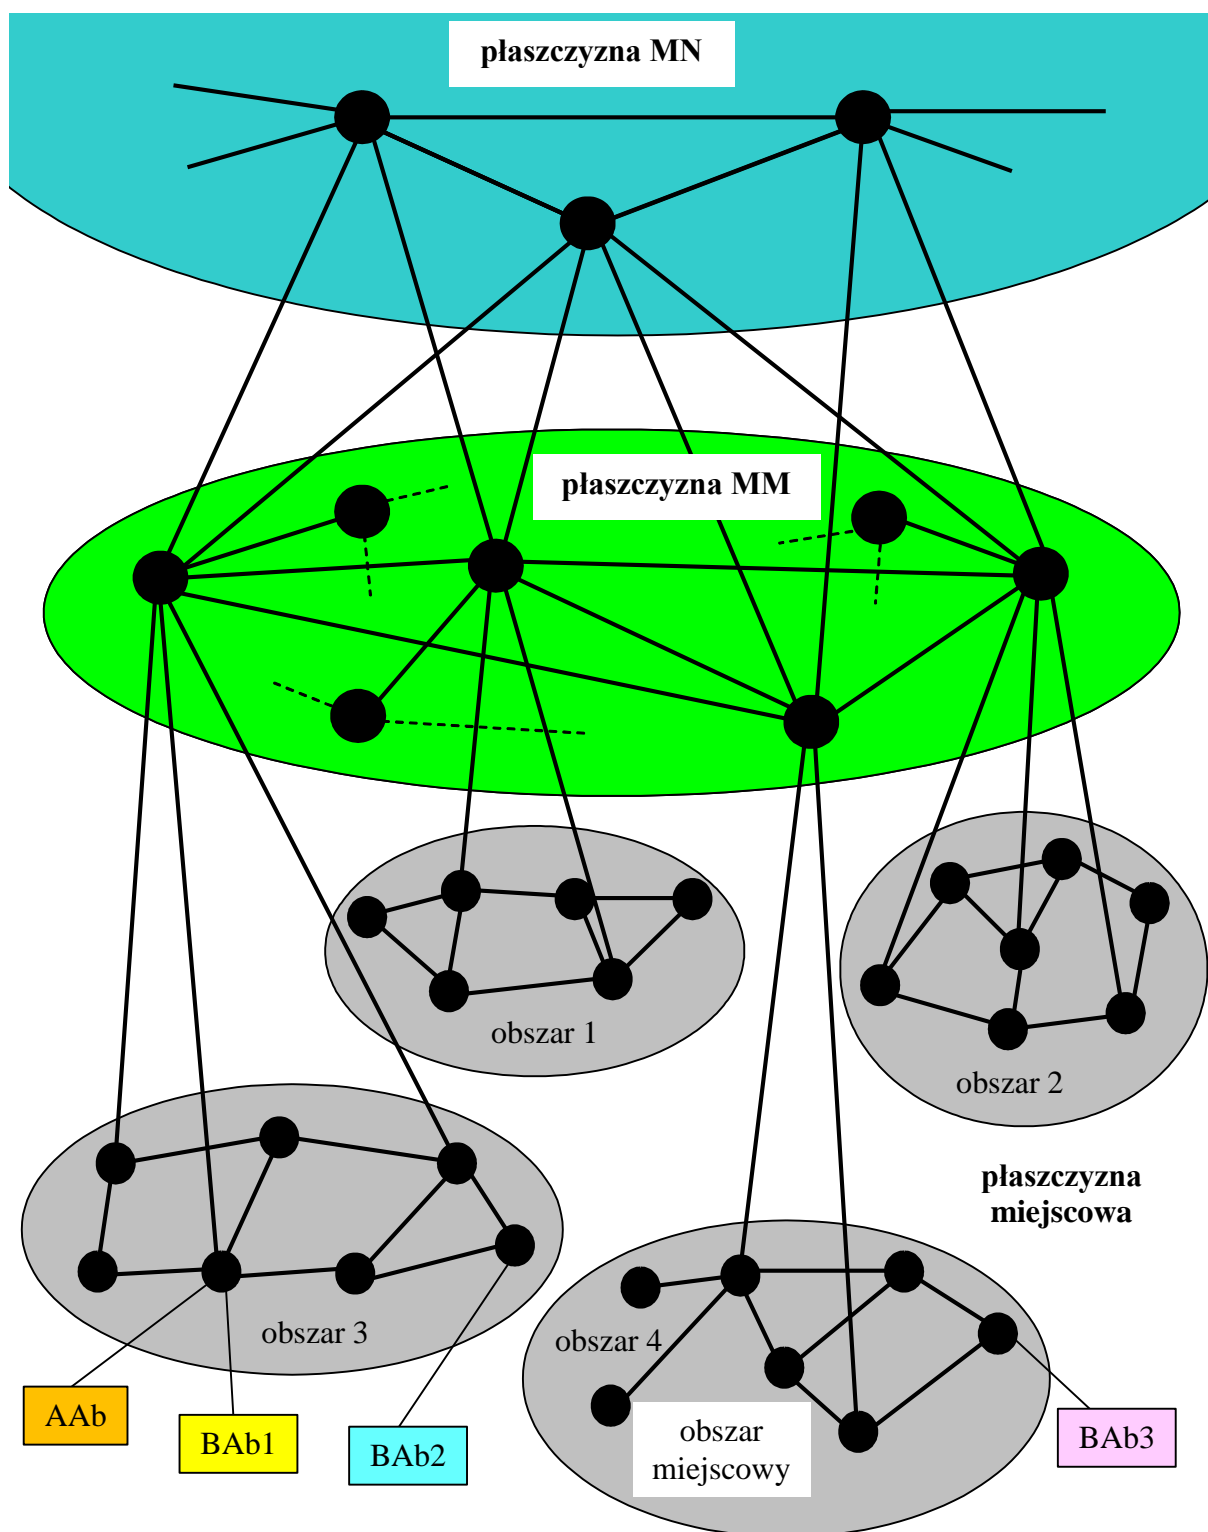 płaszczyzna MN
płaszczyzna MM
obszar 1
obszar 2
płaszczyzna
miejscowa
obszar 3
obszar 4
AAb
BAb1
BAb2
obszar
miejscowy
BAb3